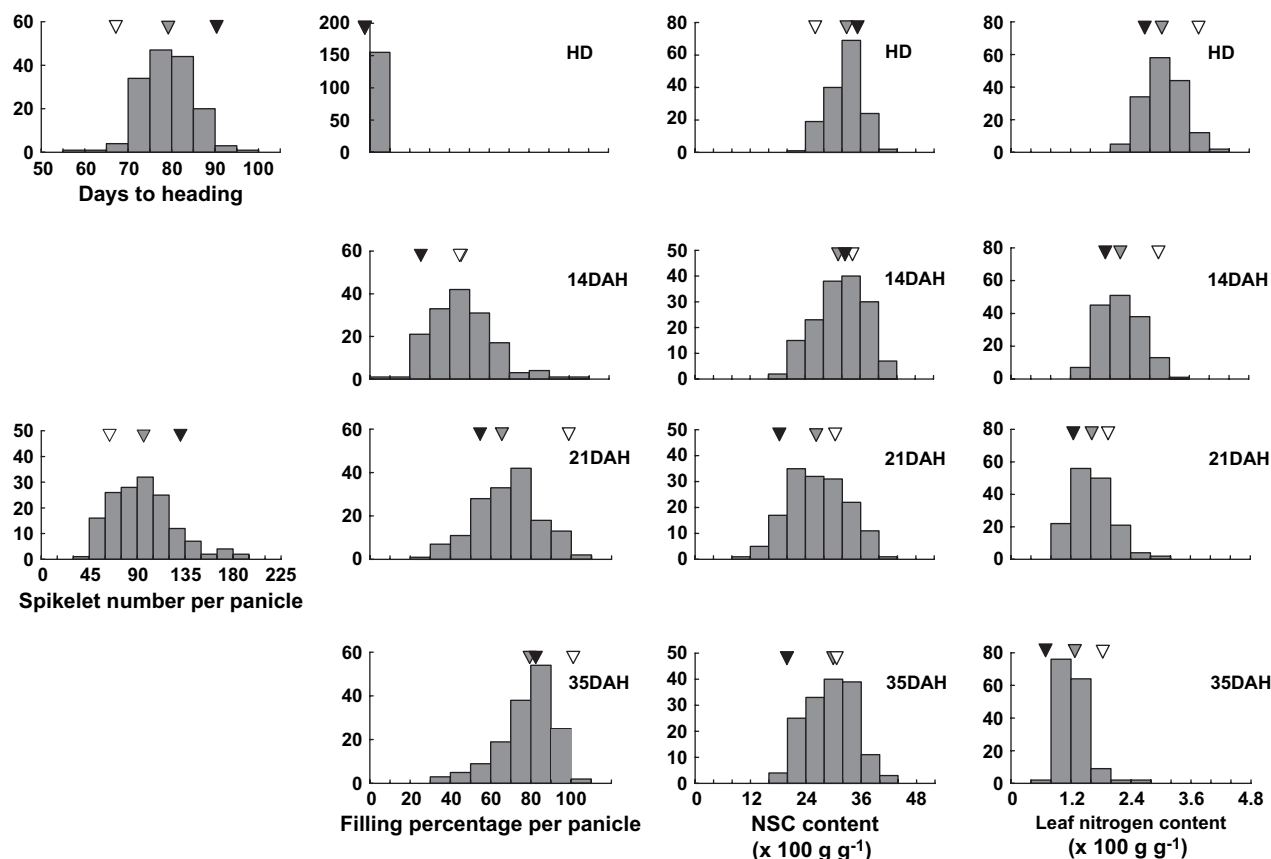 60
40
20
0
50 60 70 80 90 100
Days to heading
200
150
100
50
0
HD
80
60
40
20
0
HD
80
60
40
20
0
HD
60
40
20
0
14DAH
50
40
30
20
10
0
14DAH
80
60
40
20
0
14DAH
50
40
30
20
10
0
0 45 90 135 180 225
Spikelet number per panicle
60
40
20
0
21DAH
50
40
30
20
10
0
21DAH
80
60
40
20
0
21DAH
60
40
20
0
35DAH
0 20 40 60 80 100
Filling percentage per panicle
50
40
30
20
10
0
35DAH
0 12 24 36 48
NSC content
(x 100 g g-1)
80
60
40
20
0
35DAH
0 1.2 2.4 3.6 4.8
Leaf nitrogen content
(x 100 g g-1)